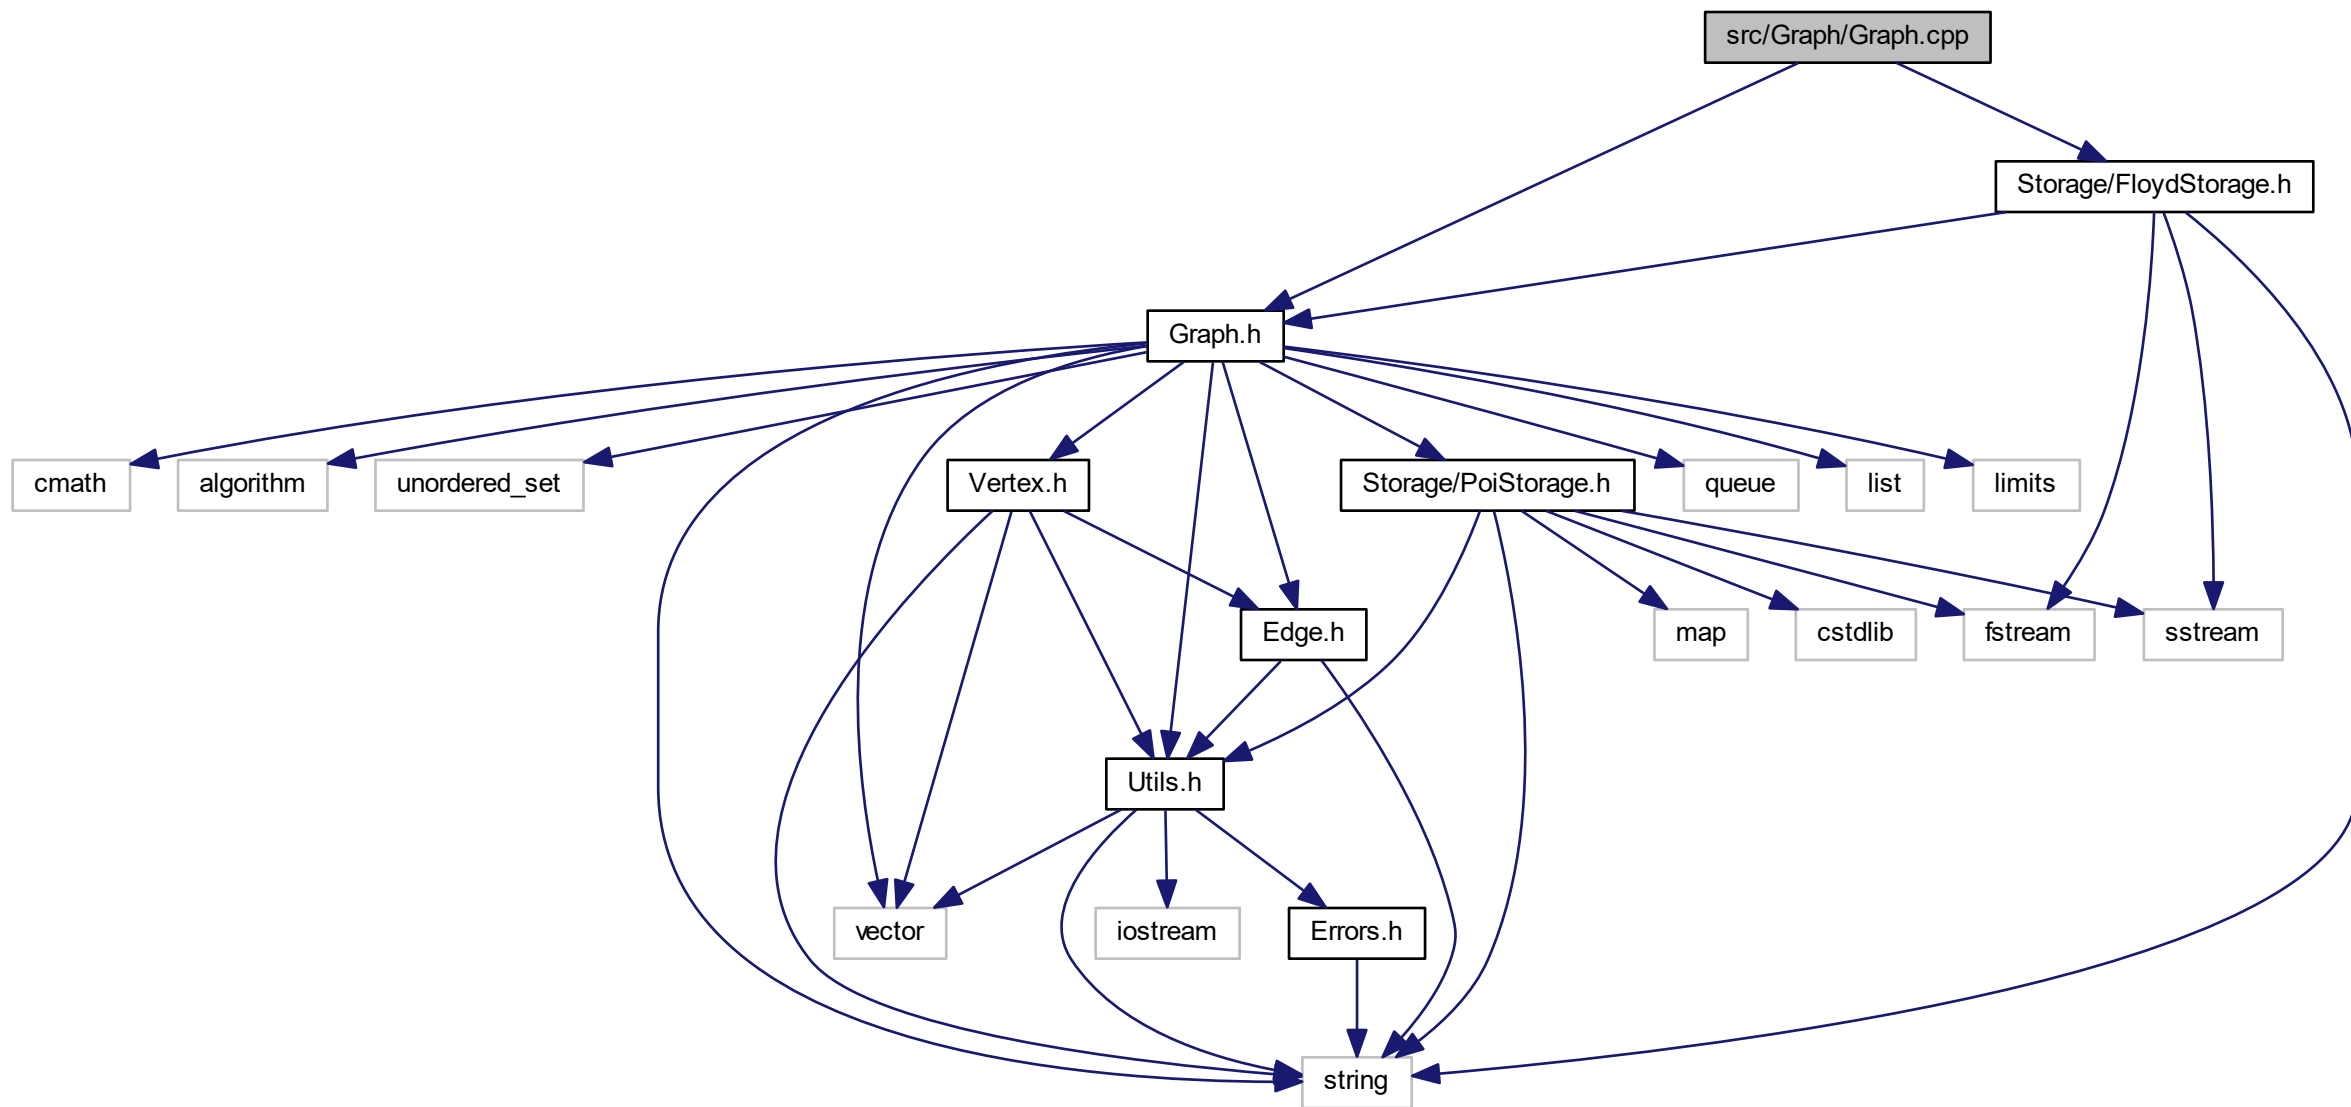 src/Graph/Graph.cpp
Storage/FloydStorage.h
Graph.h
cmath
algorithm
unordered_set
Vertex.h
Storage/PoiStorage.h
queue
list
limits
Edge.h
map
cstdlib
fstream
sstream
Utils.h
vector
iostream
Errors.h
string